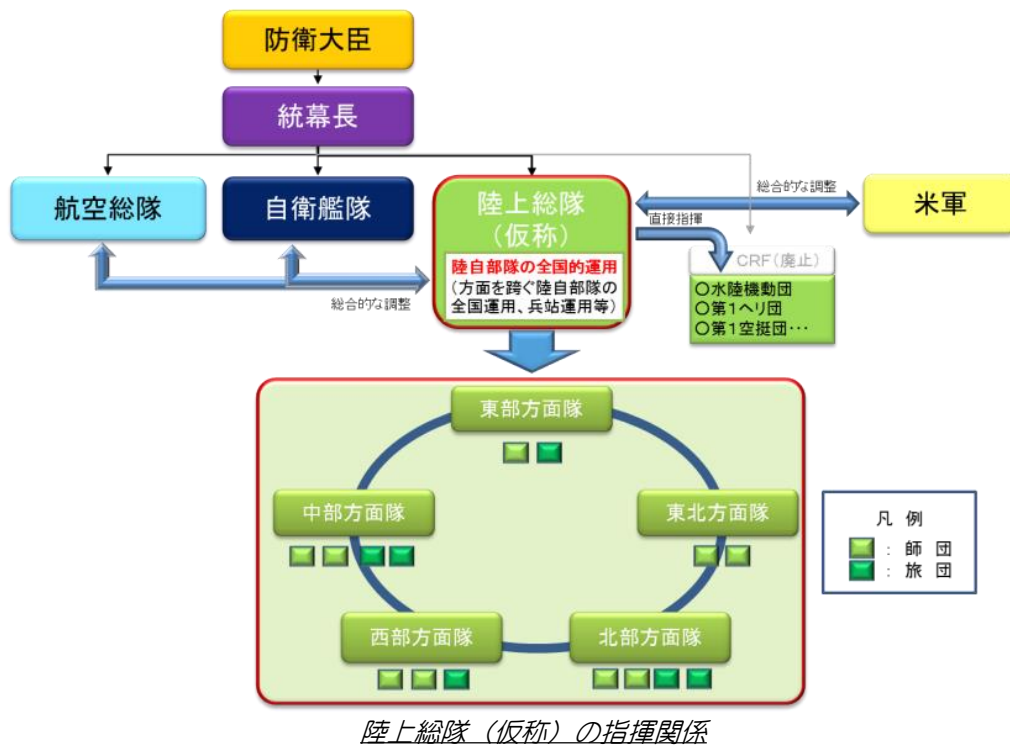 防衛大臣
統幕長
航空総隊
自衛艦隊
陸上総隊
(仮称)
陸自部隊の全国的運用
(方面を跨ぐ陸自部隊の
全国運用、兵站運用等)
総合的な調整
米軍
直接指揮
CRF(廃止)
○水陸機動団
○第1ヘリ団
○第1空挺団…
総合的な調整
東部方面隊
中部方面隊
東北方面隊
西部方面隊
北部方面隊
凡 例
: 師 団
: 旅 団
陸上総隊（仮称）の指揮関係